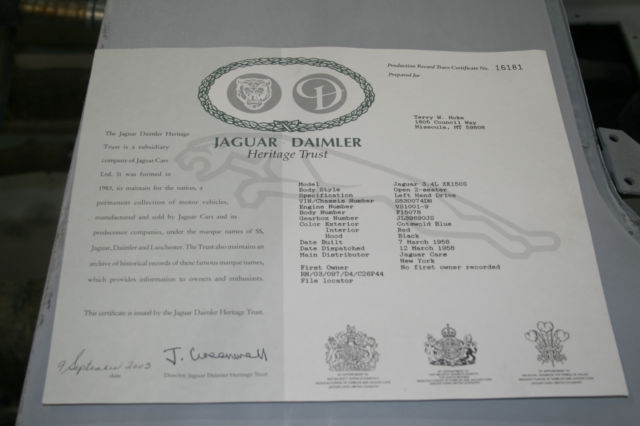 Production Record Trace Certificate No. 16181
Prepared for
Terry W. Huke
1605 Council Way
Missoula, MT 59808
JAGUAR DAIMLER
Heritage Trust
The Jaguar Daimler Heritage
Trust is a subsidiary
company of Jaguar Cars
Ltd. It was formed in
1983, to maintain for the nation, a
permanent collection of motor vehicles,
manufactured and sold by Jaguar Cars and its
predecessor companies, under the marque names of SS,
Jaguar, Daimler and Lanchester. The Trust also maintains an
archive of historical records of these famous marque names,
which provides information to owners and enthusiasts.
This certificate is issued by the Jaguar Daimler Heritage Trust.
9 September 2003
date
Director, Jaguar Daimler Heritage Trust
Model Jaguar 3.4L XK150S
Body Style Open 2-seater
Specification Left Hand Drive
VIN/Chassis Number S830074DN
Engine Number VS1001-9
Body Number F15075
Gearbox Number
Color Exterior Cotswold Blue
Interior Red
Hood Black
Date Built 7 March 1958
Date Dispatched 12 March 1958
Main Distributor Jaguar Cars
New York
First Owner No first owner recorded
RM/03/097/D4/C26P44
File locator